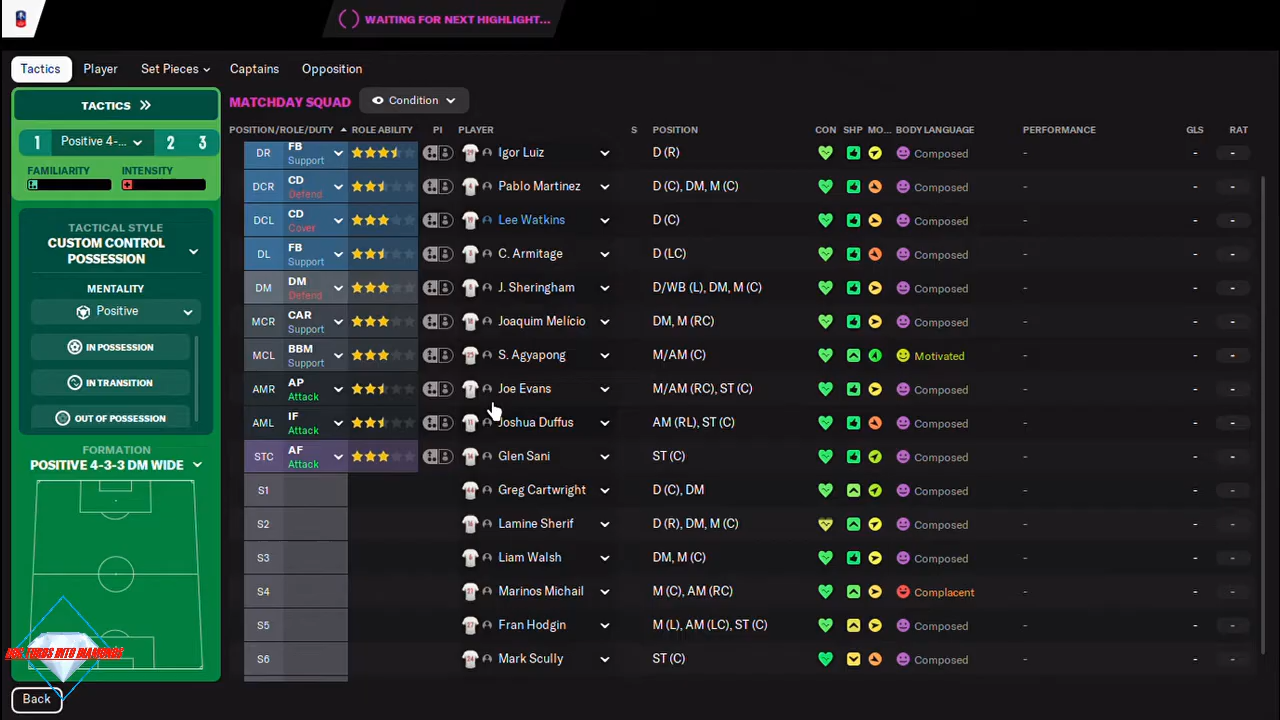 WAITING FOR NEXT HIGHLIGHT...
Tactics Player Set Pieces Captains Opposition
TACTICS
1 Positive 4-... 2 3
FAMILIARITY INTENSITY
TACTICAL STYLE
CUSTOM CONTROL
POSSESSION
MENTALITY
Positive
IN POSSESSION
IN TRANSITION
OUT OF POSSESSION
FORMATION
POSITIVE 4-3-3 DM WIDE
Back
MATCHDAY SQUAD Condition
POSITION/ROLE/DUTY ROLE ABILITY PI PLAYER S POSITION CON SHP MO... BODY LANGUAGE PERFORMANCE GLS RAT
DR FB Support Igor Luiz D (R) Composed - - -
DCR CD Defend Pablo Martinez D (C), DM, M (C) Composed - - -
DCL CD Cover Lee Watkins D (C) Composed - - -
DL FB Support C. Armitage D (LC) Composed - - -
DM DM Defend J. Sheringham D/WB (L), DM, M (C) Composed - - -
MCR CAR Support Joaquim Melício DM, M (RC) Composed - - -
MCL BBM Support S. Agyapong M/AM (C) Motivated - - -
AMR AP Attack Joe Evans M/AM (RC), ST (C) Composed - - -
AML IF Attack Joshua Duffus AM (RL), ST (C) Composed - - -
STC AF Attack Glen Sani ST (C) Composed - - -
S1 Greg Cartwright D (C), DM Composed - - -
S2 Lamine Sherif D (R), DM, M (C) Composed - - -
S3 Liam Walsh DM, M (C) Composed - - -
S4 Marinos Michail M (C), AM (RC) Complacent - - -
S5 Fran Hodgin M (L), AM (LC), ST (C) Composed - - -
S6 Mark Scully ST (C) Composed - - -